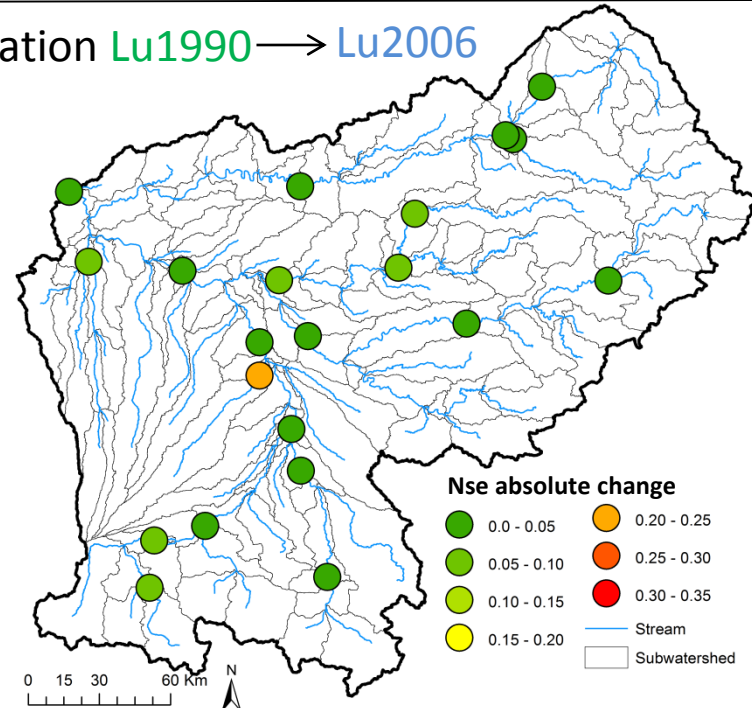 ation Lu1990 → Lu2006
Nse absolute change
0.0 - 0.05
0.05 - 0.10
0.10 - 0.15
0.15 - 0.20
0.20 - 0.25
0.25 - 0.30
0.30 - 0.35
Stream
Subwatershed
0 15 30 60 Km
N